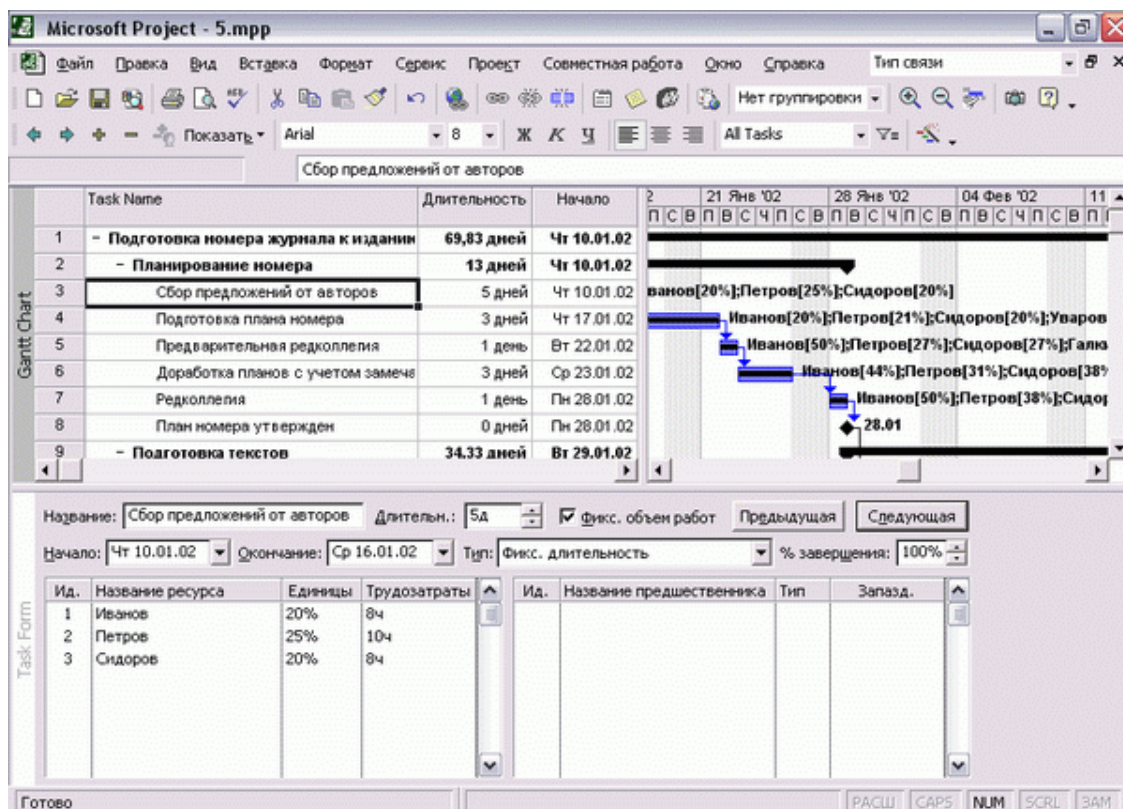 Microsoft Project - 5.mpp
Файл Правка Вид Вставка Формат Сервис Проект Совместная работа Окно Справка Тип связи
Нет группировки
Показать Arial 8 Ж К Ч All Tasks
Сбор предложений от авторов
Task Name Длительность Начало 21 Янв '02 28 Янв '02 04 Фев '02 11
П С В П В С Ч П С В П В С Ч П С В П В С Ч П С В П
1 − Подготовка номера журнала к издани 69,83 дней Чт 10.01.02
2 − Планирование номера 13 дней Чт 10.01.02
3 Сбор предложений от авторов 5 дней Чт 10.01.02 ванов[20%];Петров[25%];Сидоров[20%]
4 Подготовка плана номера 3 дней Чт 17.01.02 Иванов[20%];Петров[21%];Сидоров[20%];Уваров
5 Предварительная редколлегия 1 день Вт 22.01.02 Иванов[50%];Петров[27%];Сидоров[27%];Галк
6 Доработка планов с учетом замеча 3 дней Ср 23.01.02 Иванов[44%];Петров[31%];Сидоров[38%
7 Редколлегия 1 день Пн 28.01.02 Иванов[50%];Петров[38%];Сидор
8 План номера утвержден 0 дней Пн 28.01.02 28.01
9 − Подготовка текстов 34,33 дней Вт 29.01.02
Gantt Chart
Название: Сбор предложений от авторов Длительн.: 5д Фикс. объем работ Предыдущая Следующая
Начало: Чт 10.01.02 Окончание: Ср 16.01.02 Тип: Фикс. длительность % завершения: 100%
Ид. Название ресурса Единицы Трудозатраты Ид. Название предшественника Тип Запазд.
1 Иванов 20% 8ч
2 Петров 25% 10ч
3 Сидоров 20% 8ч
Task Form
Готово РАСШ CAPS NUM SCRL ЗАМ